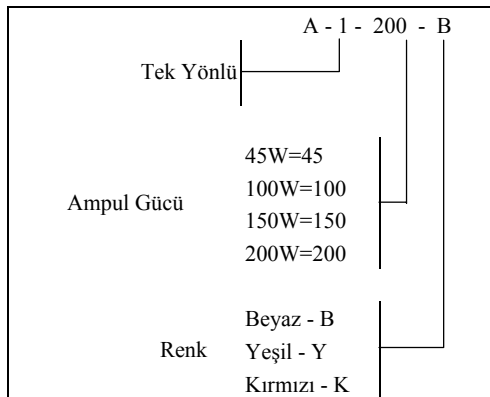 A - 1 - 200 - B
Tek Yönlü
45W=45
100W=100
Ampul Gücü
150W=150
200W=200
Beyaz - B
Renk
Yeşil - Y
Kırmızı - K